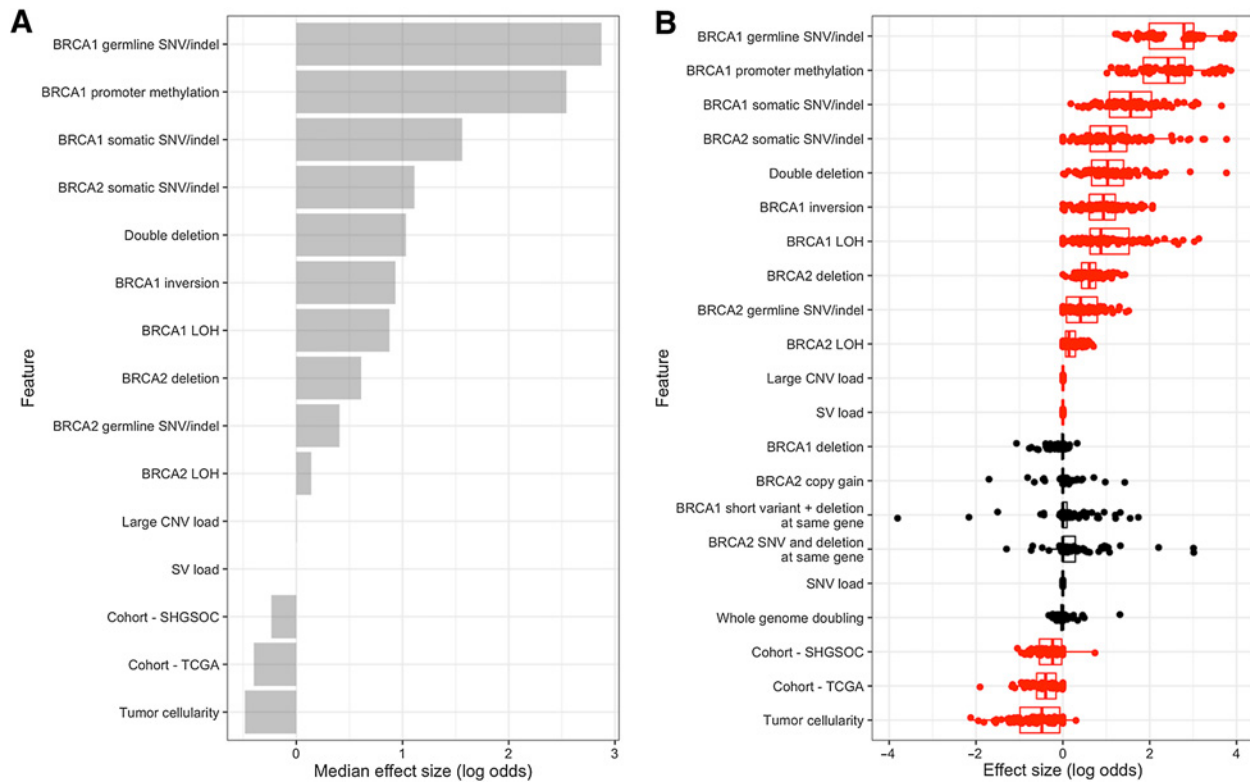 A
BRCA1 germline SNV/indel
BRCA1 promoter methylation
BRCA1 somatic SNV/indel
BRCA2 somatic SNV/indel
Double deletion
BRCA1 inversion
BRCA1 LOH
BRCA2 deletion
BRCA2 germline SNV/indel
BRCA2 LOH
Large CNV load
SV load
Cohort - SHGSOC
Cohort - TCGA
Tumor cellularity
Feature
0 1 2 3
Median effect size (log odds)
B
BRCA1 germline SNV/indel
BRCA1 promoter methylation
BRCA1 somatic SNV/indel
BRCA2 somatic SNV/indel
Double deletion
BRCA1 inversion
BRCA1 LOH
BRCA2 deletion
BRCA2 germline SNV/indel
BRCA2 LOH
Large CNV load
SV load
BRCA1 deletion
BRCA2 copy gain
BRCA1 short variant + deletion
at same gene
BRCA2 SNV and deletion
at same gene
SNV load
Whole genome doubling
Cohort - SHGSOC
Cohort - TCGA
Tumor cellularity
Feature
−4 −2 0 2 4
Effect size (log odds)